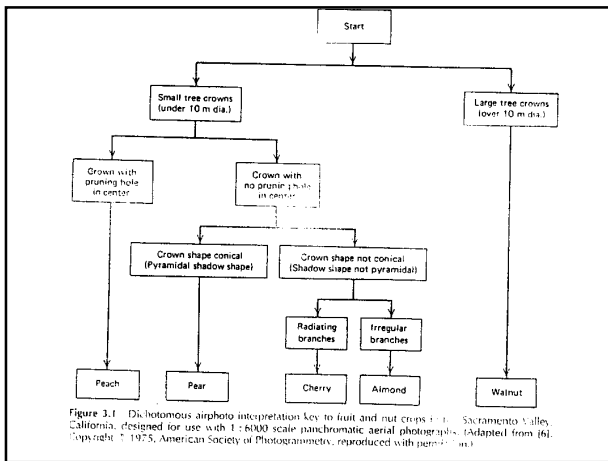 Start
Small tree crowns
(under 10 m dia.)
Large tree crowns
(over 10 m dia.)
Crown with
pruning hole
in center
Crown with
no pruning hole
in center
Crown shape conical
(Pyramidal shadow shape)
Crown shape not conical
(Shadow shape not pyramidal)
Radiating
branches
Irregular
branches
Peach
Pear
Cherry
Almond
Walnut
Figure 3.1 Dichotomous airphoto interpretation key to fruit and nut crops Sacramento Valley,
California, designed for use with 1:6000 scale panchromatic aerial photographs. (Adapted from [6].
Copyright 1975, American Society of Photogrammetry, reproduced with permission.)